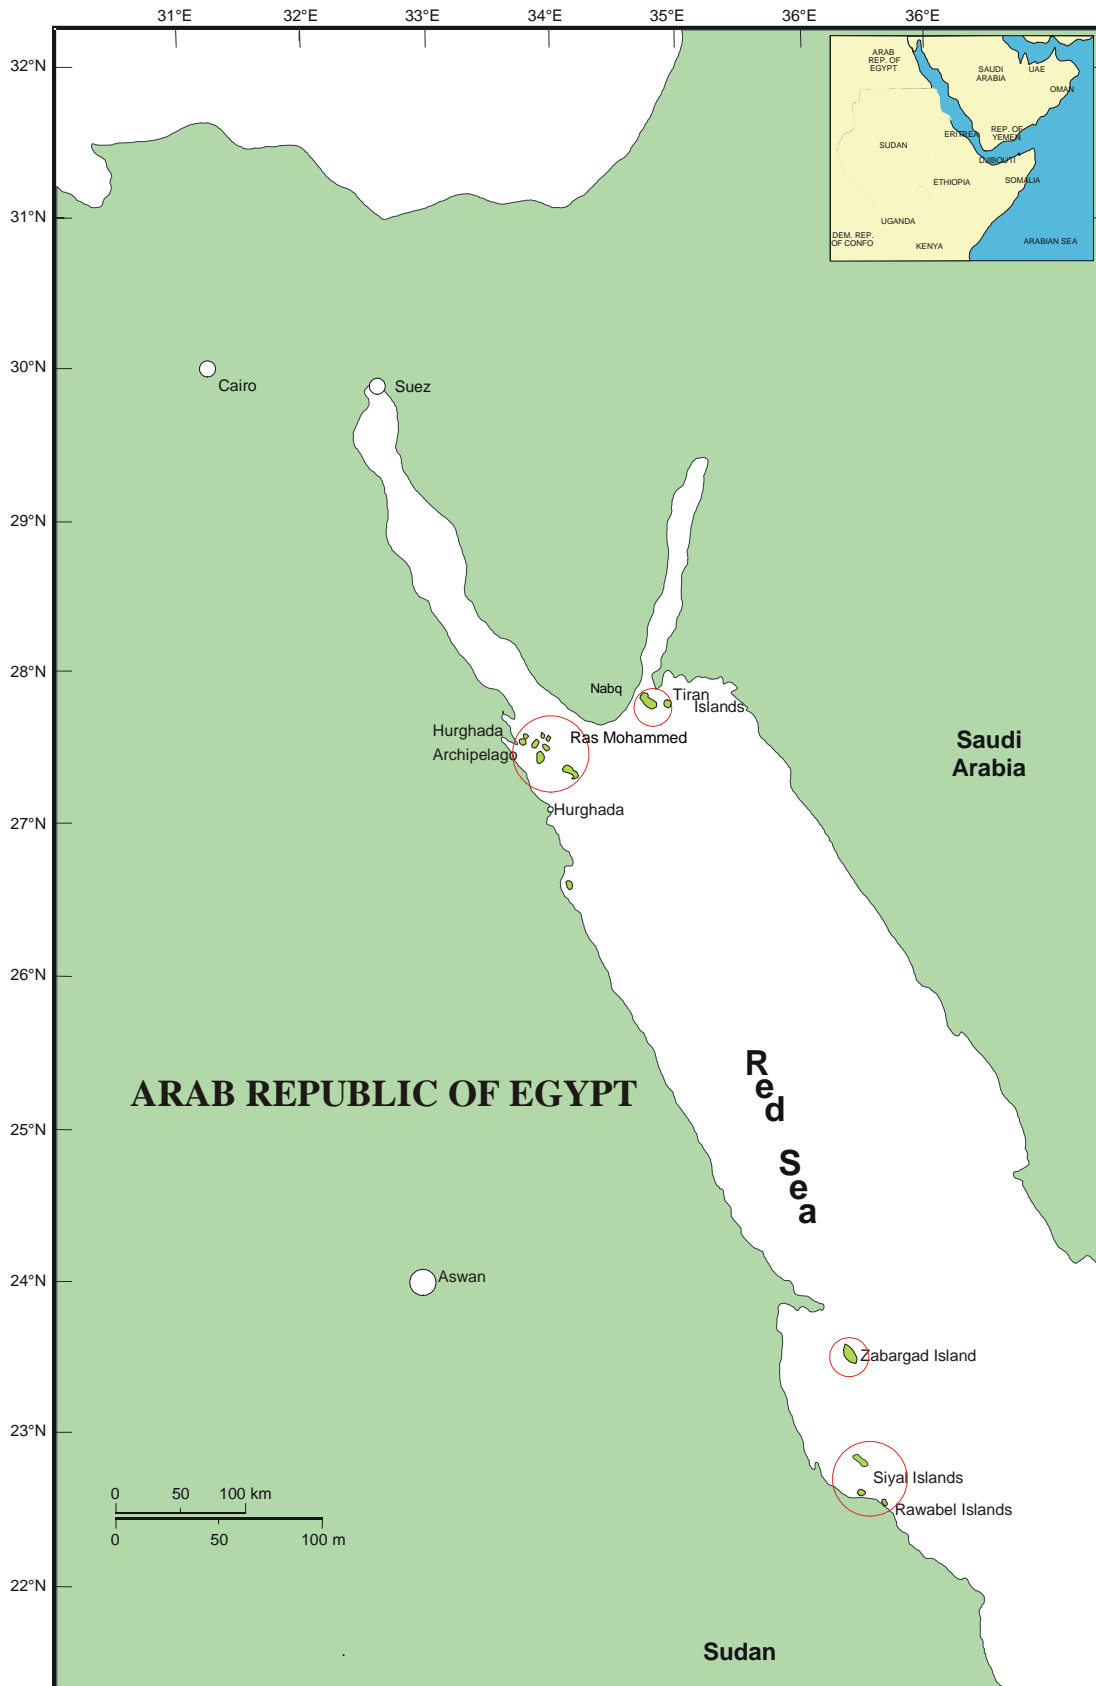 31°E 32°E 33°E 34°E 35°E 36°E 36°E
32°N
31°N
30°N
29°N
28°N
27°N
26°N
25°N
24°N
23°N
22°N
ARAB
REP. OF
EGYPT
SAUDI
ARABIA
UAE
OMAN
REP. OF
YEMEN
ERITREA
SUDAN
DJIBOUTI
ETHIOPIA
SOMALIA
UGANDA
DEM. REP.
OF CONFO
KENYA
ARABIAN SEA
Cairo
Suez
Nabq
Tiran
Islands
Hurghada
Archipelago
Ras Mohammed
Hurghada
Saudi
Arabia
Red Sea
ARAB REPUBLIC OF EGYPT
Aswan
Zabargad Island
Siyal Islands
Rawabel Islands
0 50 100 km
0 50 100 m
Sudan